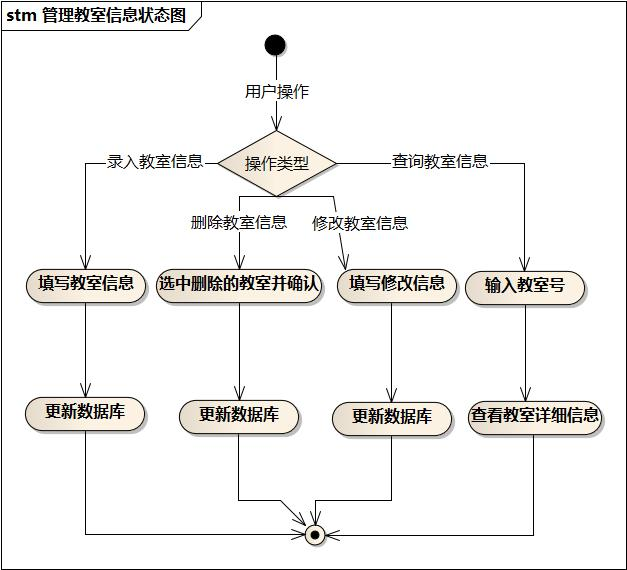 stm 管理教室信息状态图
用户操作
操作类型
录入教室信息
查询教室信息
删除教室信息
修改教室信息
填写教室信息
选中删除的教室并确认
填写修改信息
输入教室号
更新数据库
更新数据库
更新数据库
查看教室详细信息